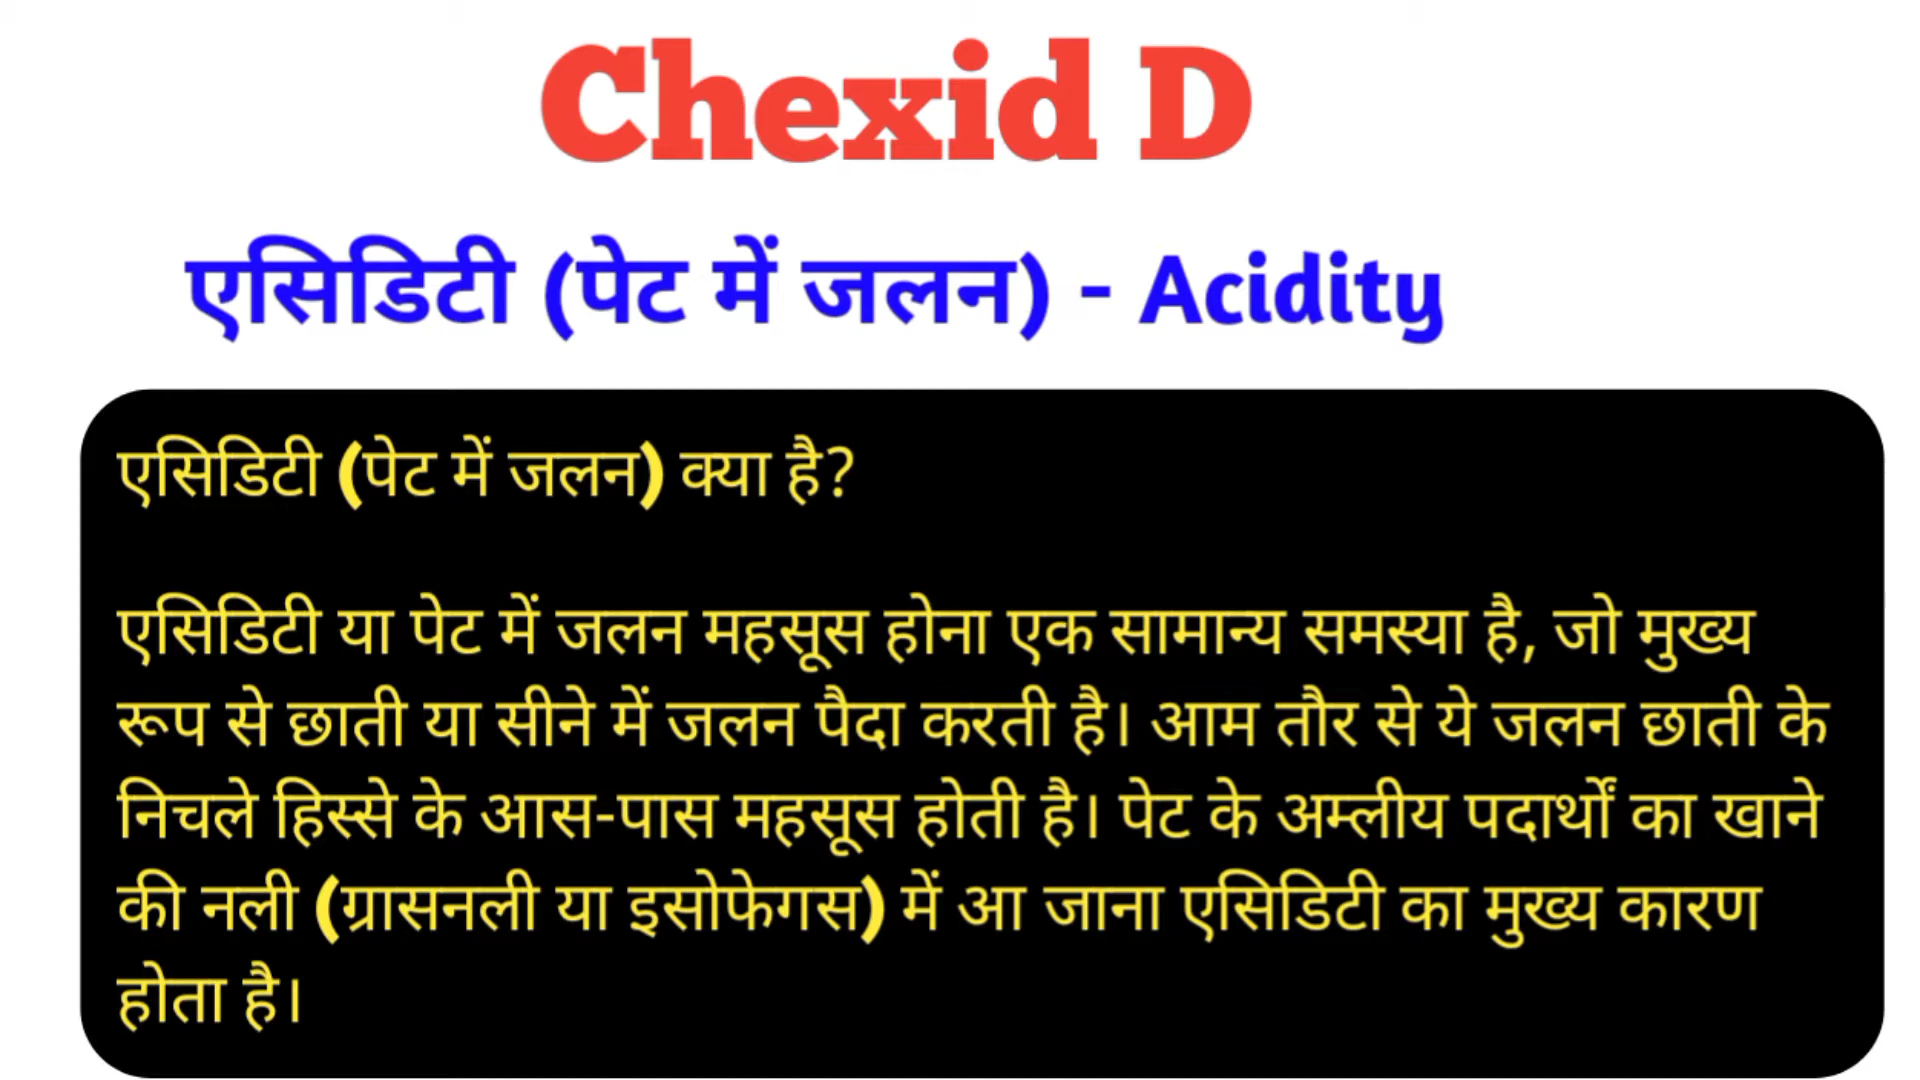 Chexid D
एसिडिटी (पेट में जलन) - Acidity
एसिडिटी (पेट में जलन) क्या है?
एसिडिटी या पेट में जलन महसूस होना एक सामान्य समस्या है, जो मुख्य
रूप से छाती या सीने में जलन पैदा करती है। आम तौर से ये जलन छाती के
निचले हिस्से के आस-पास महसूस होती है। पेट के अम्लीय पदार्थों का खाने
की नली (ग्रासनली या इसोफेगस) में आ जाना एसिडिटी का मुख्य कारण
होता है।